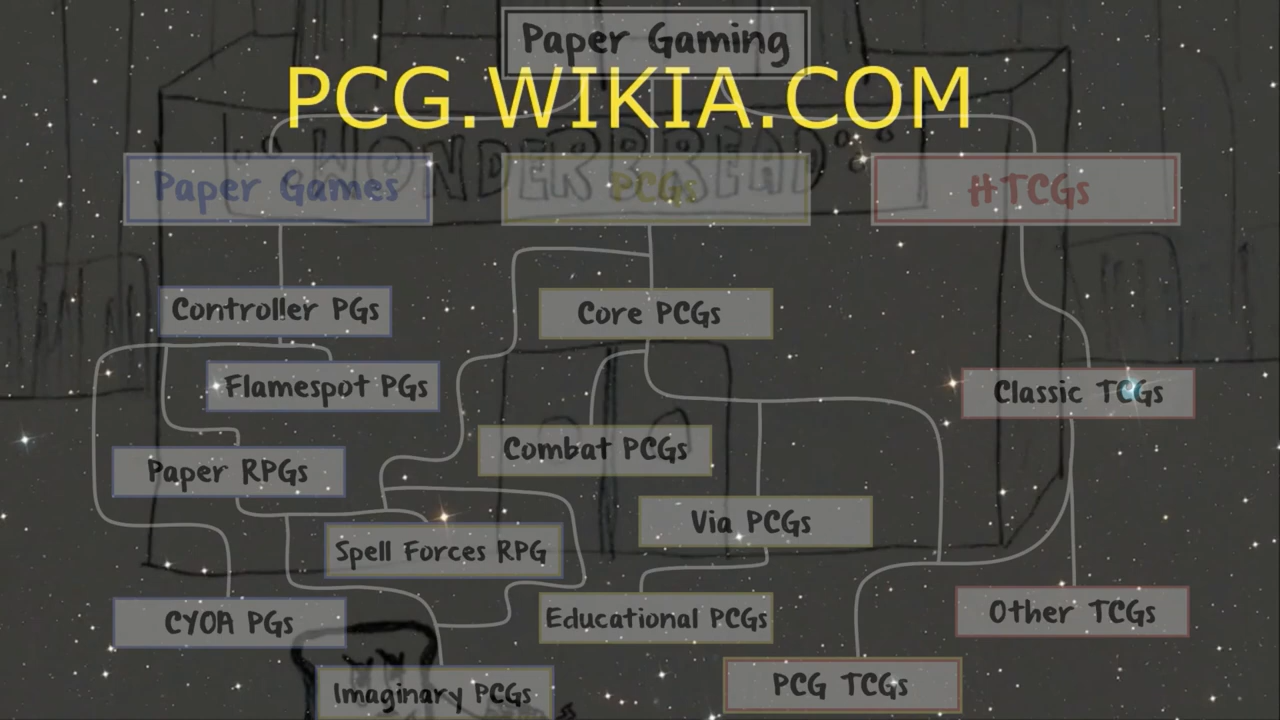 Paper Gaming
PCG.WIKIA.COM
"WONDERBREAD"
Paper Games
PCGs
HTCGs
Controller PGs
Core PCGs
Flamespot PGs
Classic TCGs
Combat PCGs
Paper RPGs
Via PCGs
Spell Forces RPG
CYOA PGs
Educational PCGs
Other TCGs
Imaginary PCGs
PCG TCGs